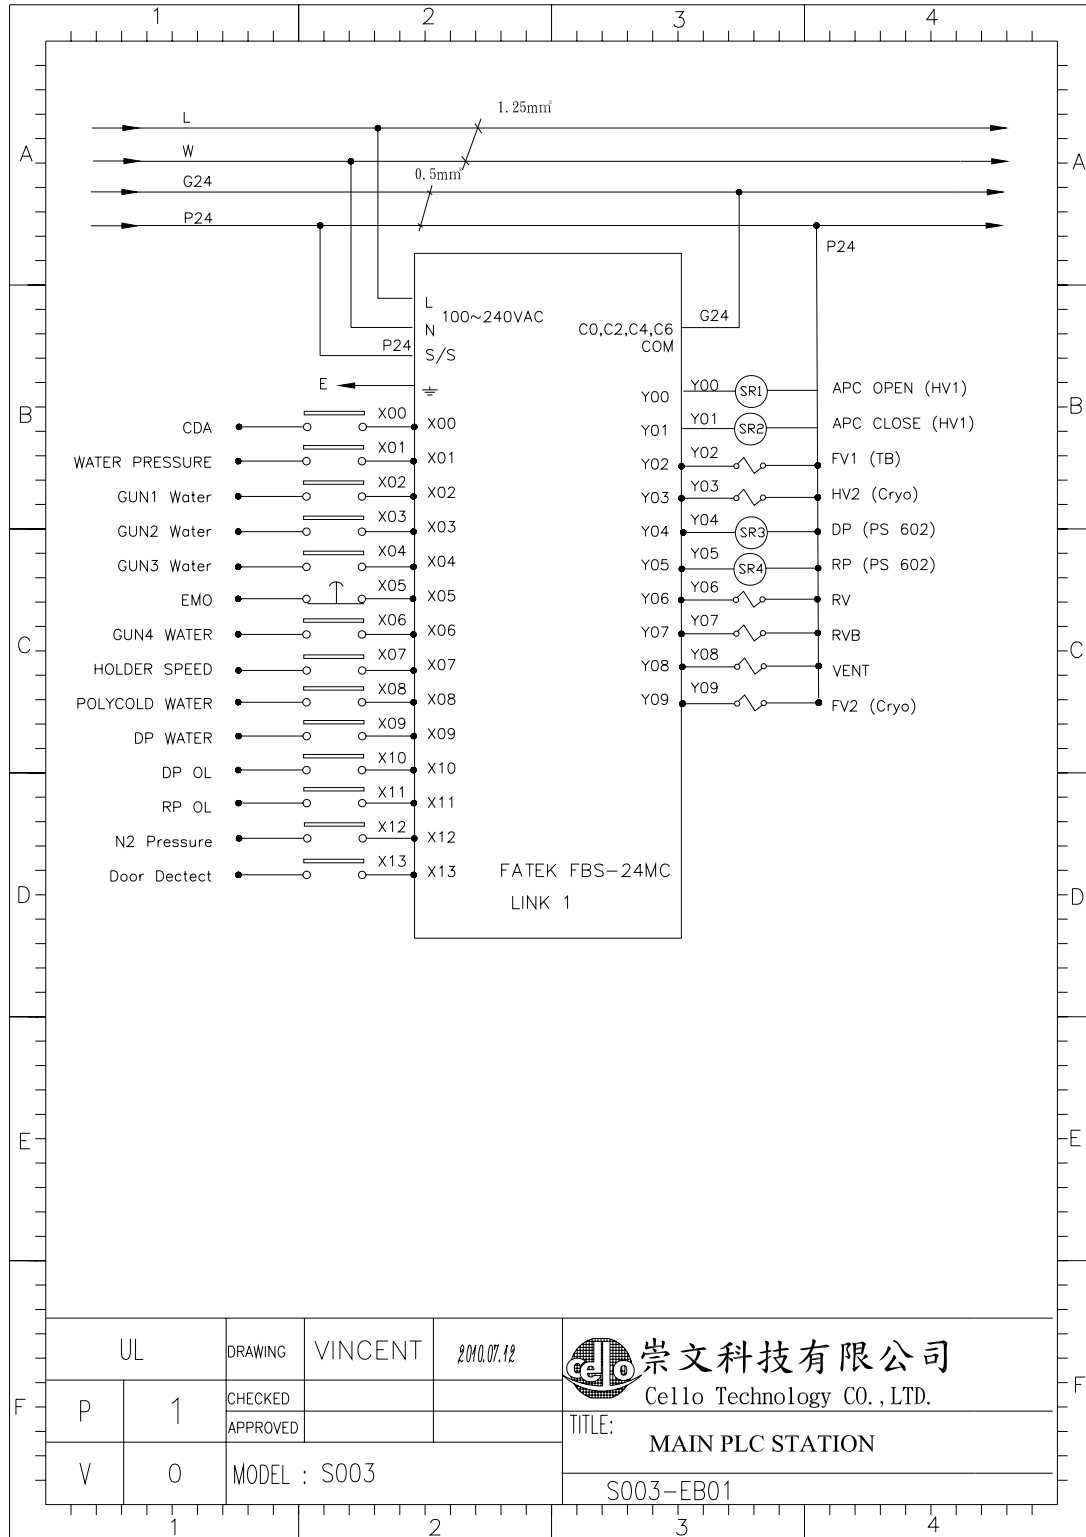 1 2 3 4
A A
L
1.25mm²
W
G24
0.5mm²
P24
P24
L
100~240VAC
N
P24 S/S
E
C0,C2,C4,C6
COM
G24
B B
CDA X00 X00
WATER PRESSURE X01 X01
GUN1 Water X02 X02
GUN2 Water X03 X03
GUN3 Water X04 X04
EMO X05 X05
GUN4 WATER X06 X06
HOLDER SPEED X07 X07
POLYCOLD WATER X08 X08
DP WATER X09 X09
DP OL X10 X10
RP OL X11 X11
N2 Pressure X12 X12
Door Dectect X13 X13
Y00 Y00 SR1 APC OPEN (HV1)
Y01 Y01 SR2 APC CLOSE (HV1)
Y02 Y02 FV1 (TB)
Y03 Y03 HV2 (Cryo)
Y04 Y04 SR3 DP (PS 602)
Y05 Y05 SR4 RP (PS 602)
Y06 Y06 RV
Y07 Y07 RVB
Y08 Y08 VENT
Y09 Y09 FV2 (Cryo)
C C
FATEK FBS-24MC
LINK 1
D D
E E
F F
UL
DRAWING VINCENT 2010.07.12
P 1
CHECKED
APPROVED
V 0
MODEL : S003
Cello
崇文科技有限公司
Cello Technology CO.,LTD.
TITLE:
MAIN PLC STATION
S003-EB01
1 2 3 4